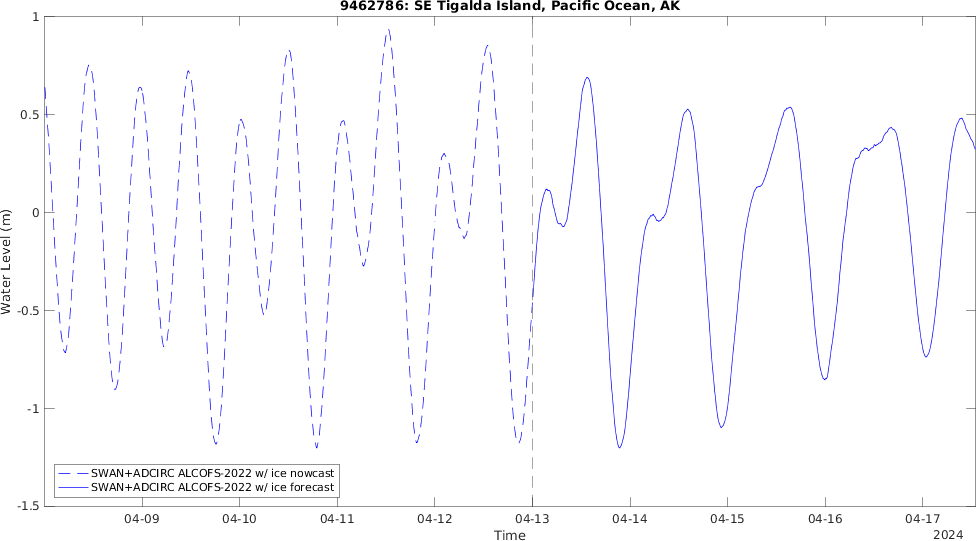 9462786: SE Tigalda Island, Pacific Ocean, AK
1
0.5
0
-0.5
-1
-1.5
Water Level (m)
SWAN+ADCIRC ALCOFS-2022 w/ ice nowcast
SWAN+ADCIRC ALCOFS-2022 w/ ice forecast
04-09 04-10 04-11 04-12 04-13 04-14 04-15 04-16 04-17
Time
2024